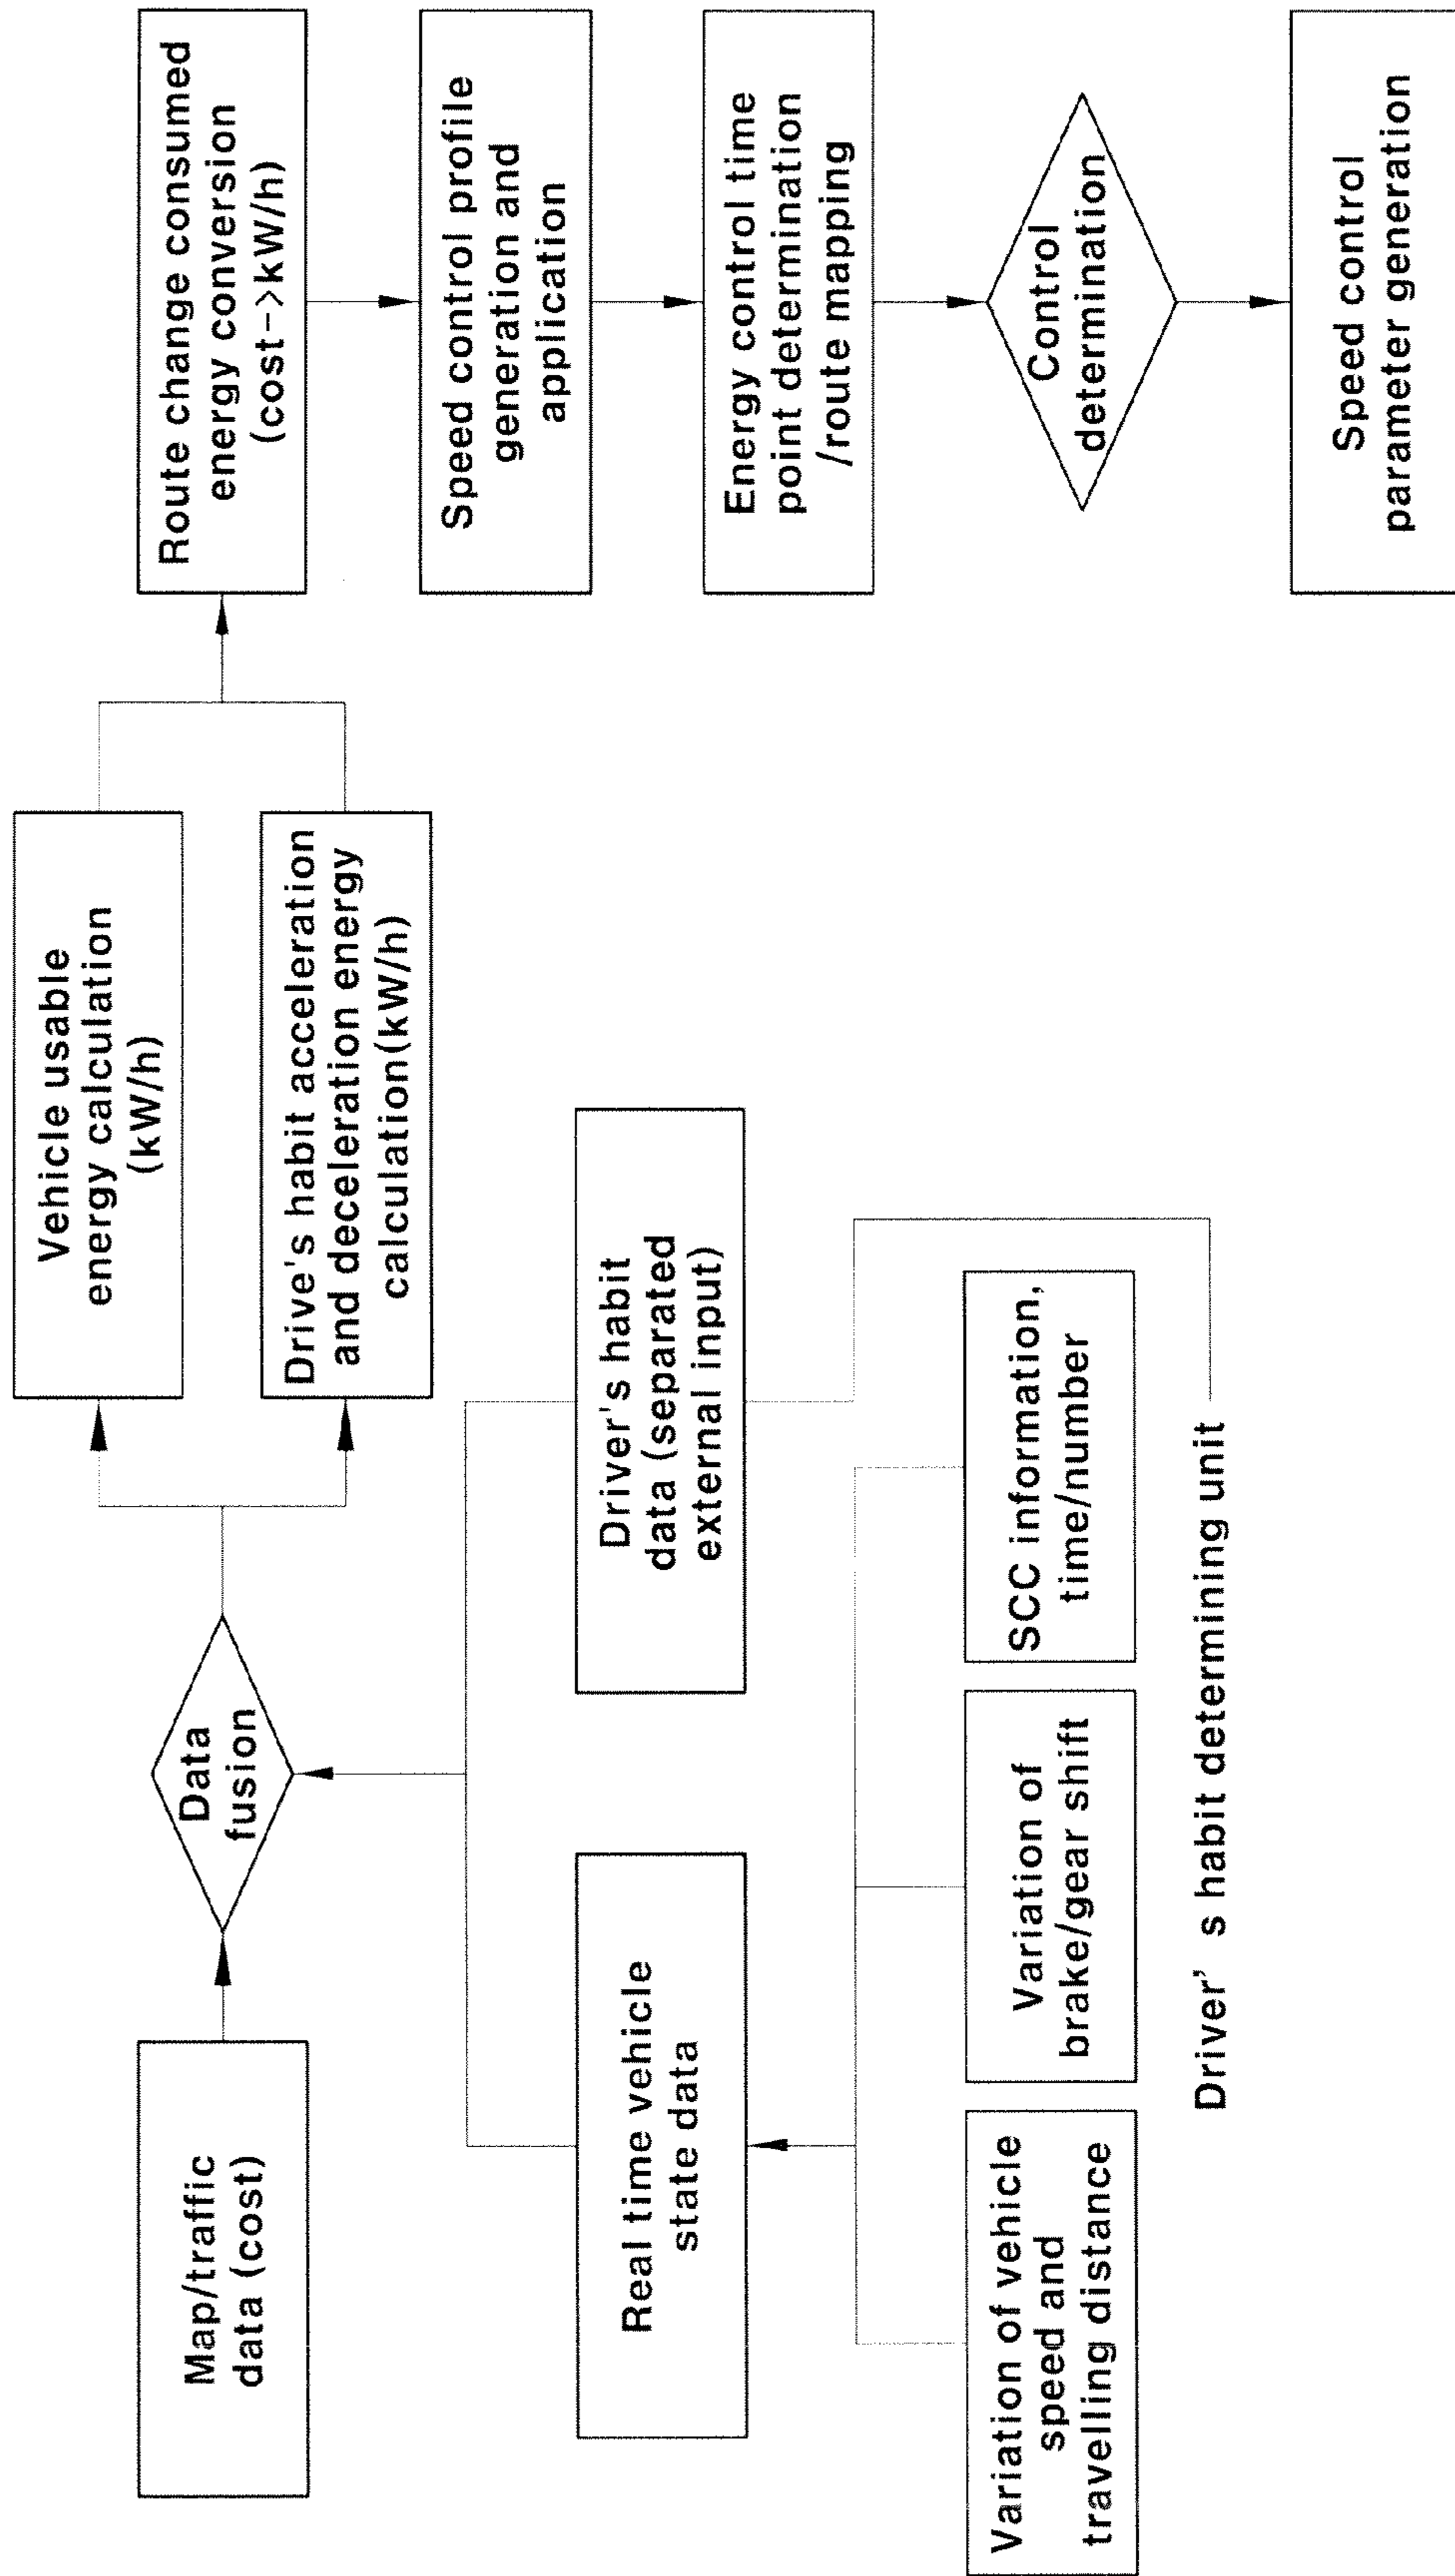 Map/traffic
data (cost)
Data
fusion
Vehicle usable
energy calculation
(kW/h)
Drive's habit acceleration
and deceleration energy
calculation(kW/h)
Route change consumed
energy conversion
(cost->kW/h)
Speed control profile
generation and
application
Energy control time
point determination
/route mapping
Control
determination
Speed control
parameter generation
Real time vehicle
state data
Driver's habit
data (separated
external input)
Variation of vehicle
speed and
travelling distance
Variation of
brake/gear shift
SCC information,
time/number
Driver' s habit determining unit